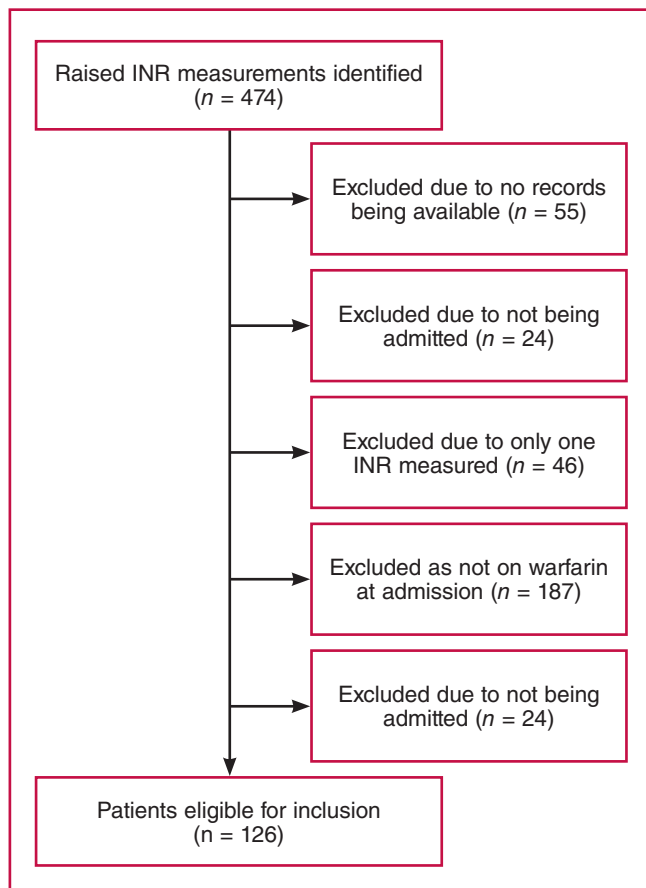 Raised INR measurements identified
(n = 474)
Excluded due to no records
being available (n = 55)
Excluded due to not being
admitted (n = 24)
Excluded due to only one
INR measured (n = 46)
Excluded as not on warfarin
at admission (n = 187)
Excluded due to not being
admitted (n = 24)
Patients eligible for inclusion
(n = 126)